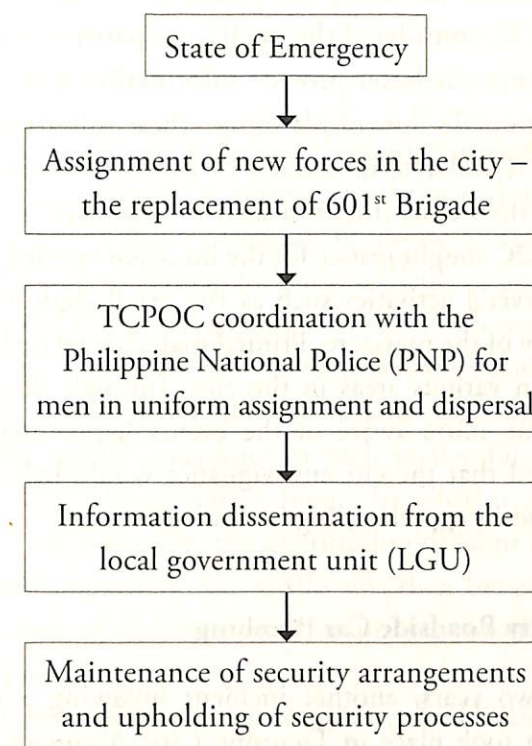 State of Emergency
Assignment of new forces in the city –
the replacement of 601st Brigade
TCPOC coordination with the
Philippine National Police (PNP) for
men in uniform assignment and dispersal
Information dissemination from the
local government unit (LGU)
Maintenance of security arrangements
and upholding of security processes